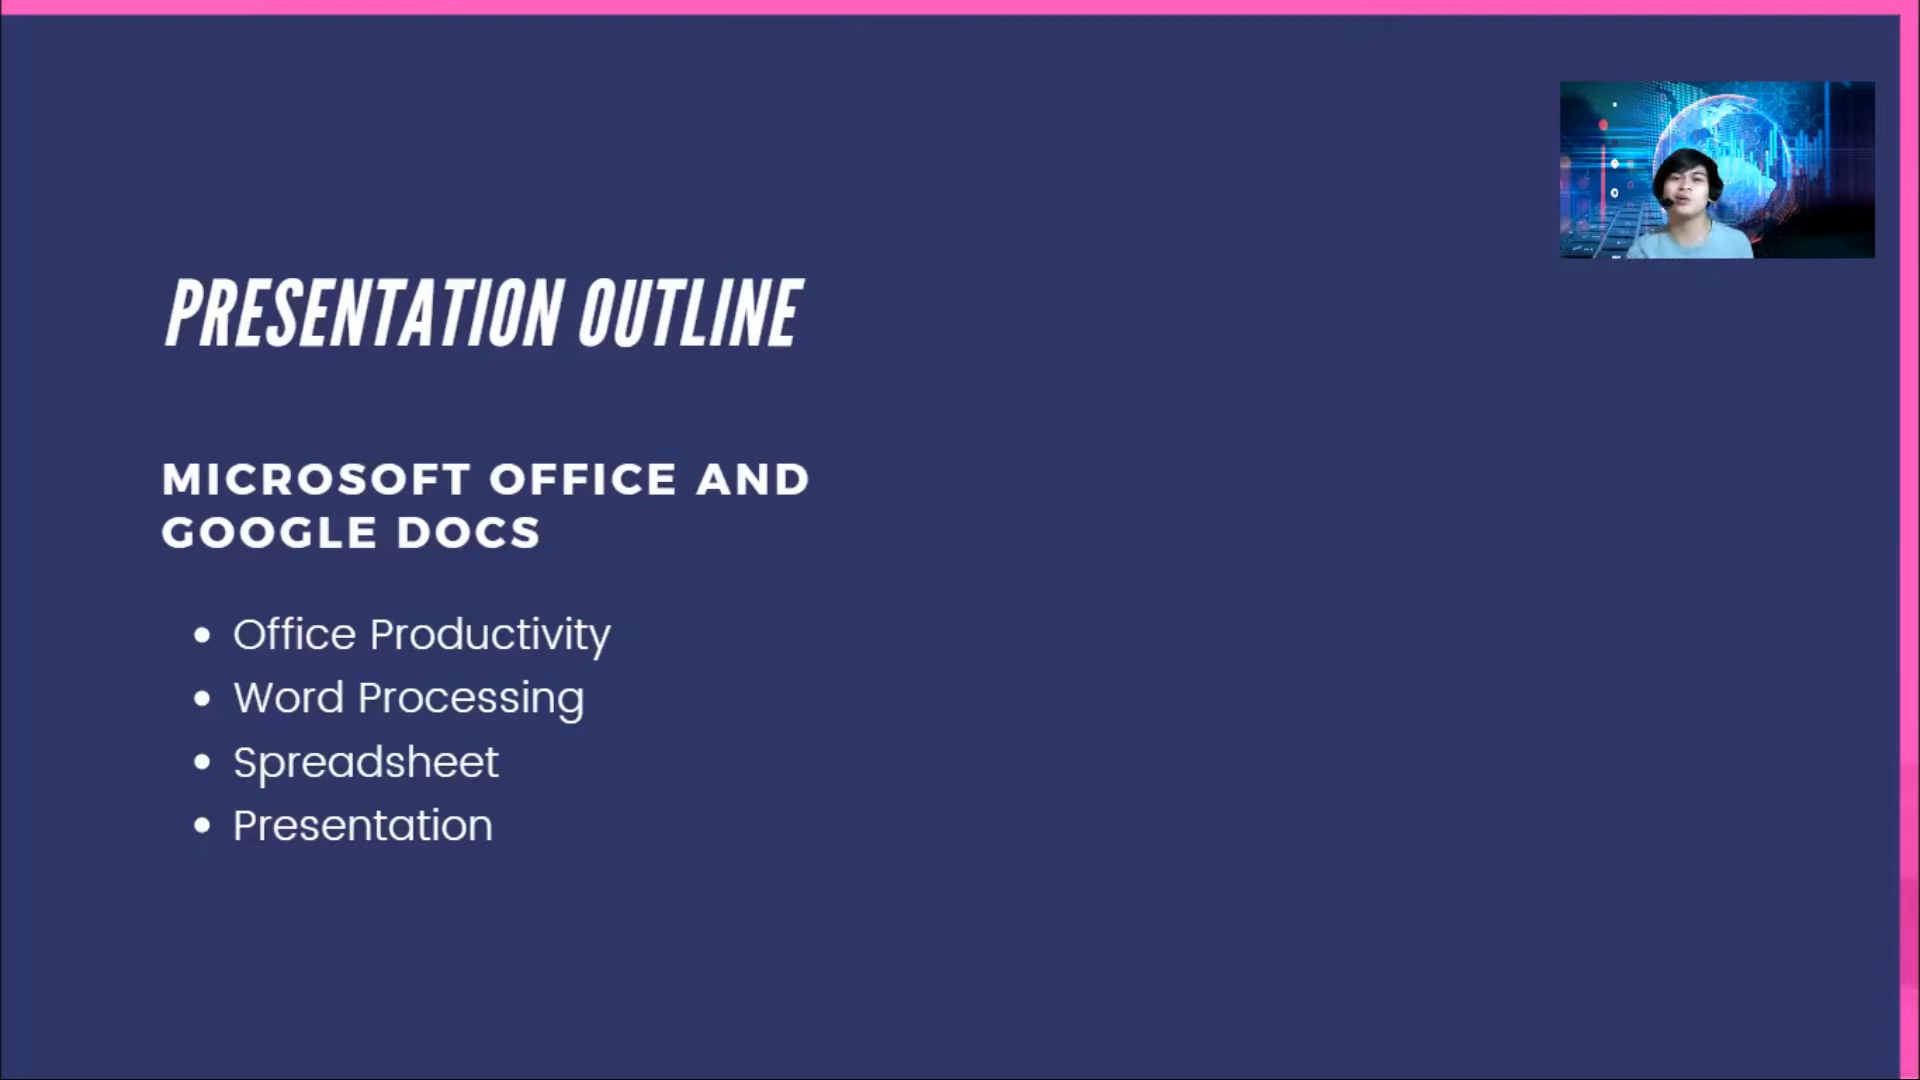 PRESENTATION OUTLINE
MICROSOFT OFFICE AND
GOOGLE DOCS
• Office Productivity
• Word Processing
• Spreadsheet
• Presentation